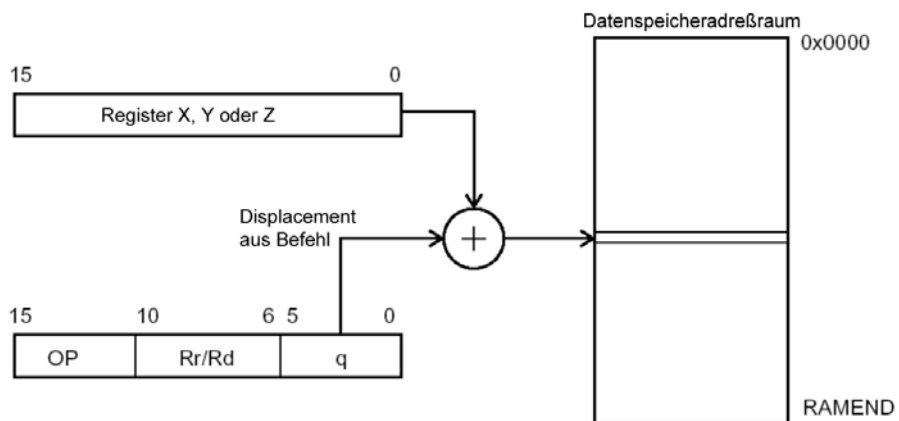 Datenspeicheradreßraum
0x0000
15 0
Register X, Y oder Z
Displacement
aus Befehl
15 10 6 5 0
OP Rr/Rd q
RAMEND